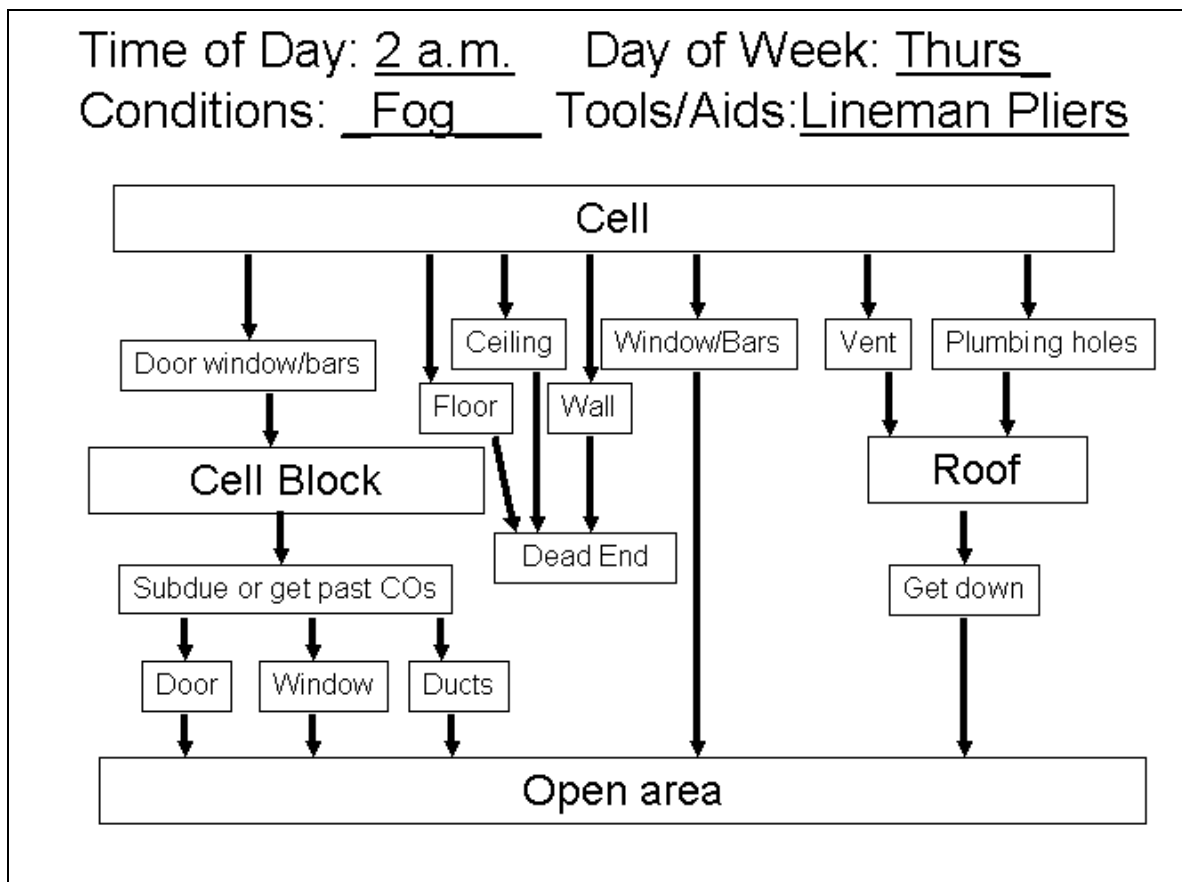 Time of Day: 2 a.m. Day of Week: Thurs_
Conditions: _Fog____ Tools/Aids:Lineman Pliers
Cell
Ceiling Window/Bars Vent Plumbing holes
Door window/bars
Floor Wall
Cell Block
Roof
Dead End
Subdue or get past COs
Get down
Door Window Ducts
Open area